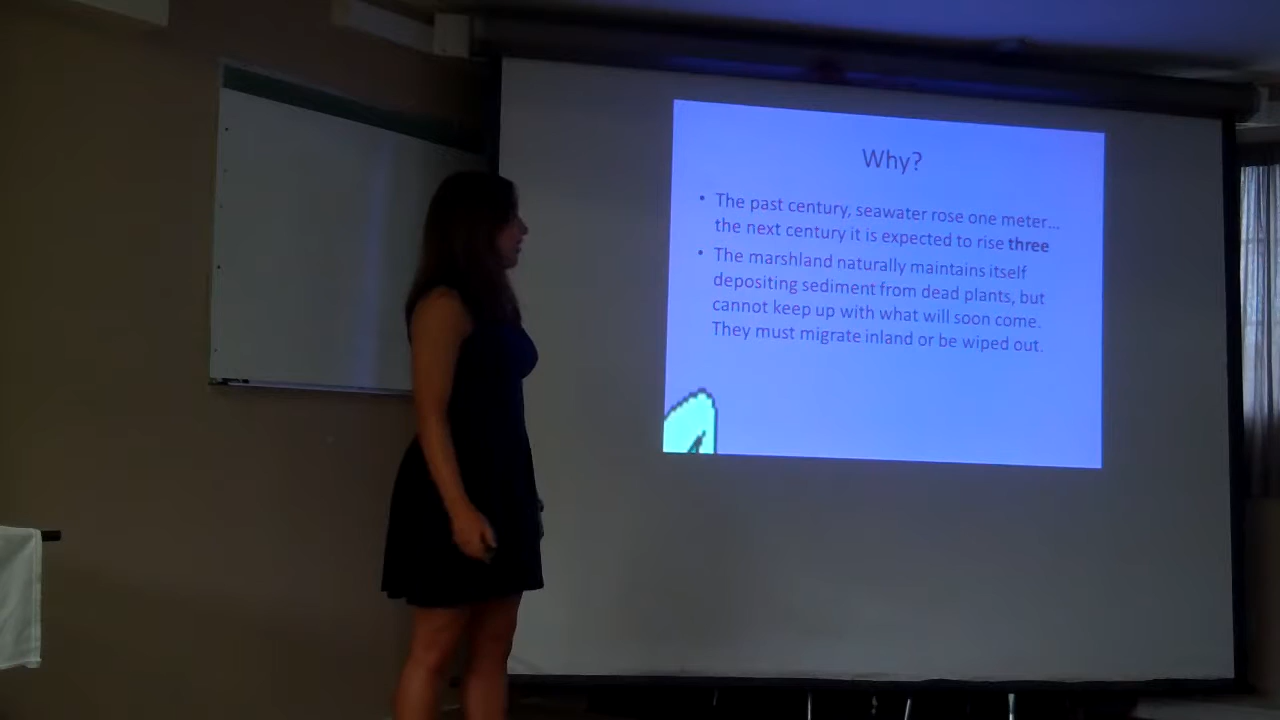 Why?
• The past century, seawater rose one meter...
the next century it is expected to rise three
• The marshland naturally maintains itself
depositing sediment from dead plants, but
cannot keep up with what will soon come.
They must migrate inland or be wiped out.